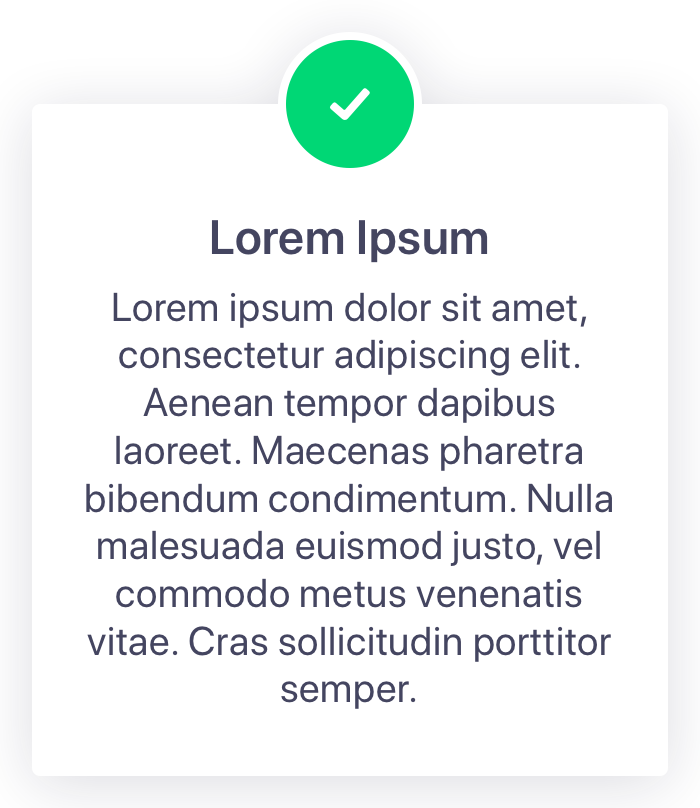 Lorem Ipsum
Lorem ipsum dolor sit amet,
consectetur adipiscing elit.
Aenean tempor dapibus
laoreet. Maecenas pharetra
bibendum condimentum. Nulla
malesuada euismod justo, vel
commodo metus venenatis
vitae. Cras sollicitudin porttitor
semper.